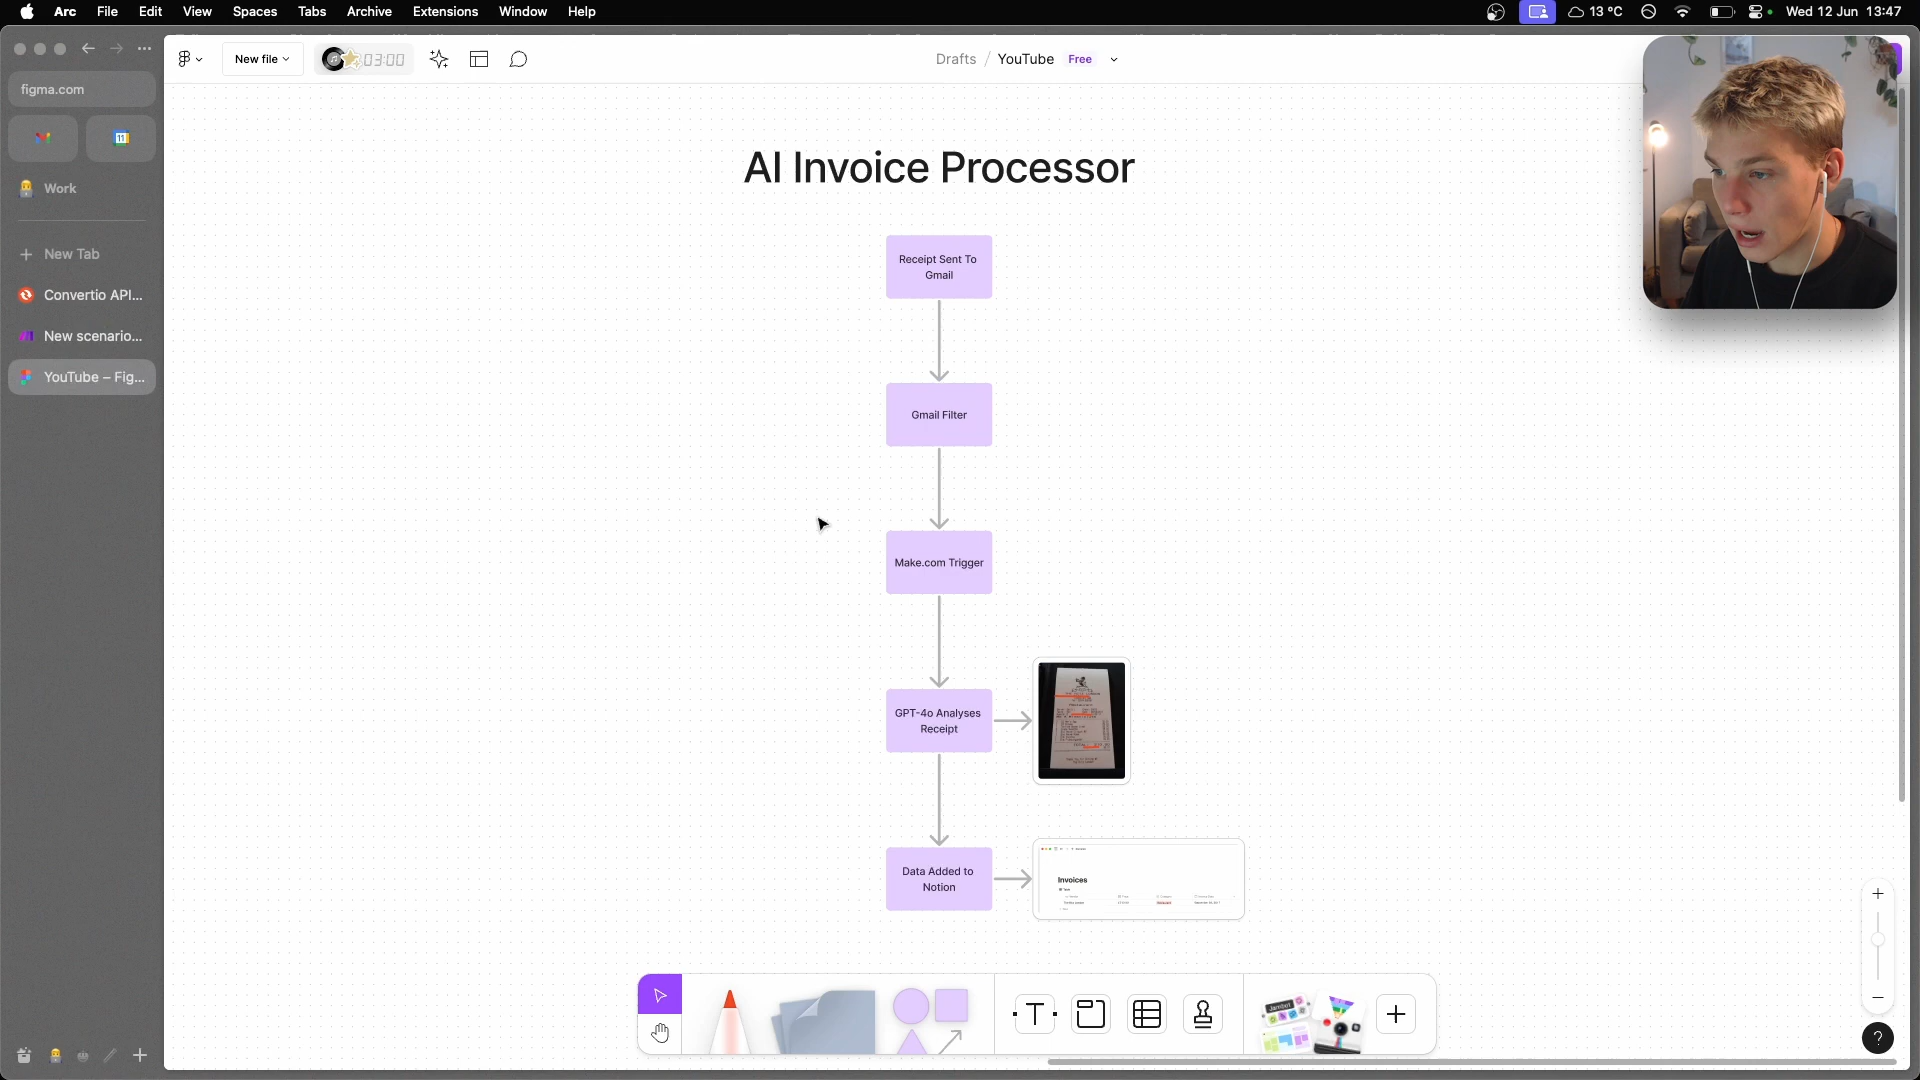 Arc File Edit View Spaces Tabs Archive Extensions Window Help 13 °C Wed 12 Jun 13:47
figma.com
New file 03:00 Drafts / YouTube Free
11
Work
New Tab
Convertio API...
New scenario...
YouTube – Fig...
AI Invoice Processor
Receipt Sent To
Gmail
Gmail Filter
Make.com Trigger
GPT-4o Analyses
Receipt
Data Added to
Notion
Invoices
T
Jambot
?